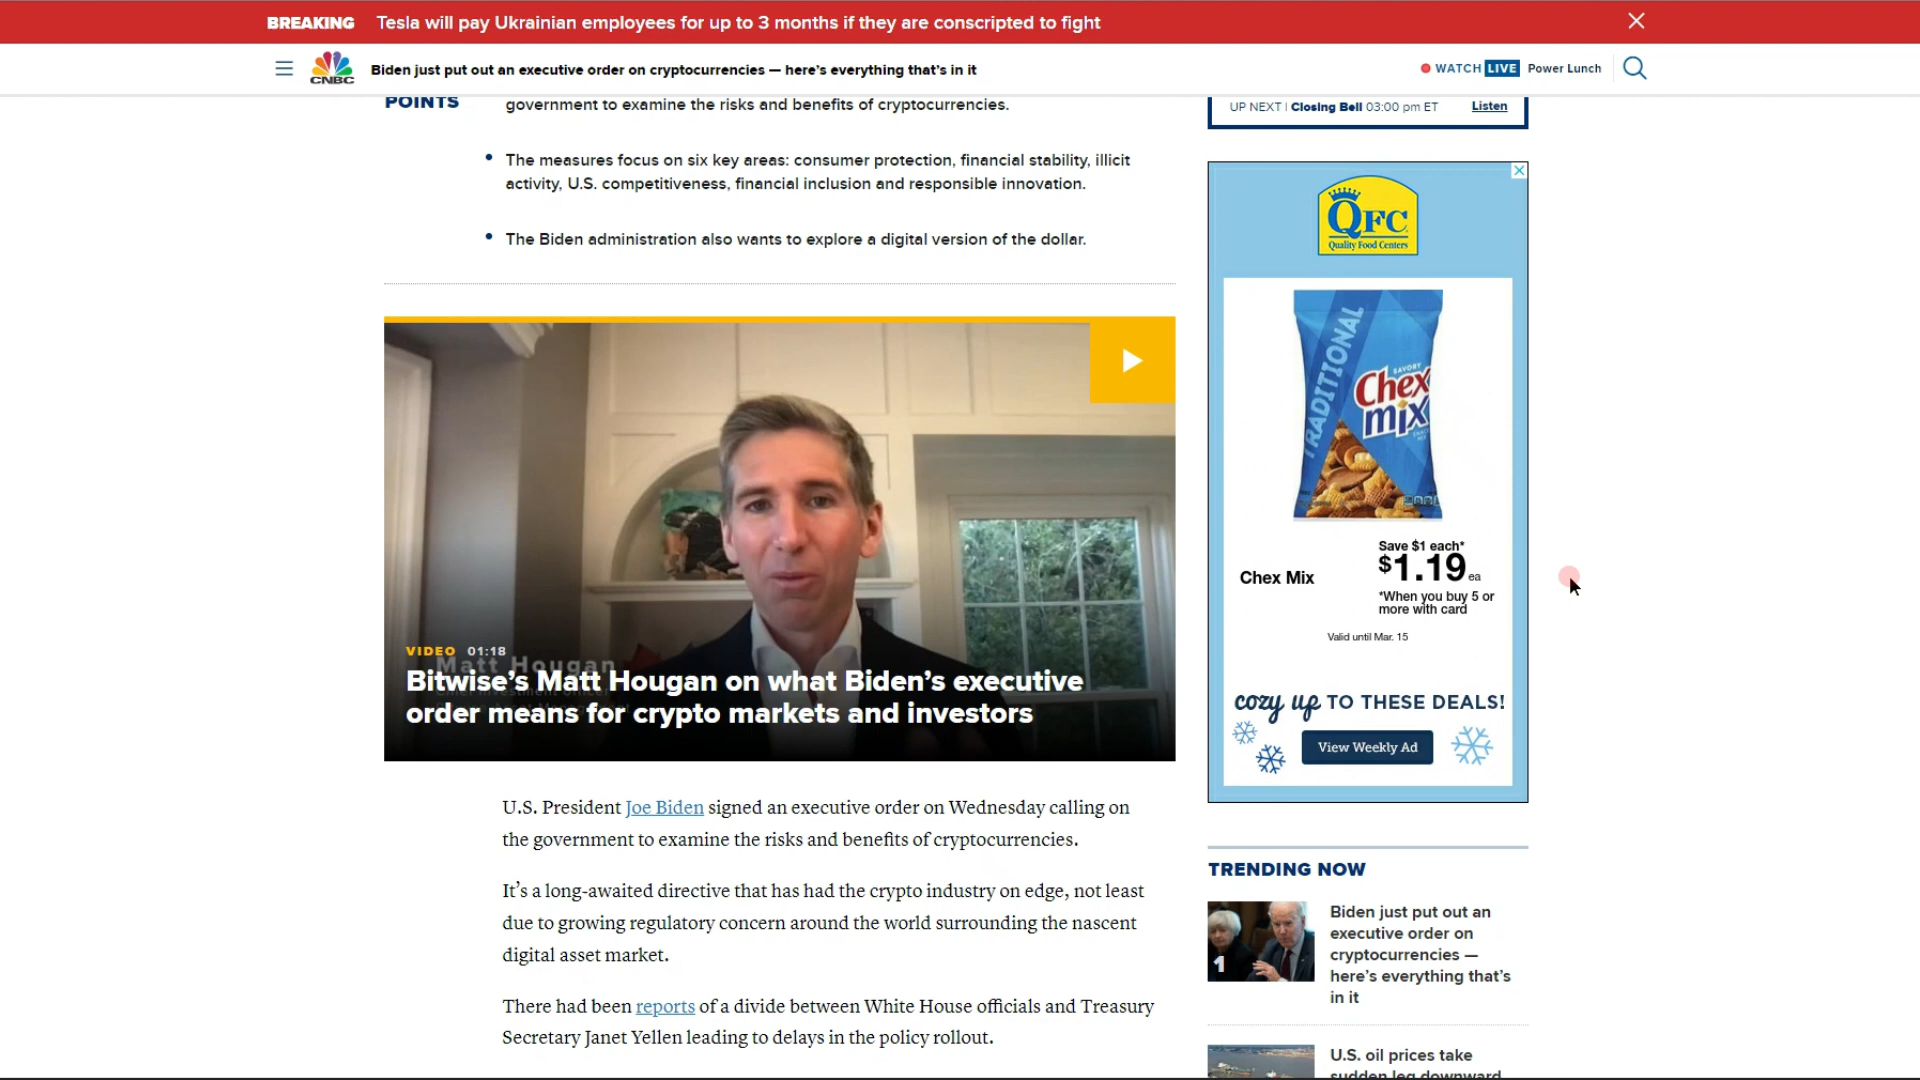 BREAKING Tesla will pay Ukrainian employees for up to 3 months if they are conscripted to fight
CNBC
Biden just put out an executive order on cryptocurrencies — here's everything that's in it
WATCH LIVE Power Lunch
POINTS
government to examine the risks and benefits of cryptocurrencies.
The measures focus on six key areas: consumer protection, financial stability, illicit
activity, U.S. competitiveness, financial inclusion and responsible innovation.
The Biden administration also wants to explore a digital version of the dollar.
VIDEO 01:18
Matt Hougan
Bitwise's Matt Hougan on what Biden's executive
order means for crypto markets and investors
U.S. President Joe Biden signed an executive order on Wednesday calling on
the government to examine the risks and benefits of cryptocurrencies.
It's a long-awaited directive that has had the crypto industry on edge, not least
due to growing regulatory concern around the world surrounding the nascent
digital asset market.
There had been reports of a divide between White House officials and Treasury
Secretary Janet Yellen leading to delays in the policy rollout.
UP NEXT | Closing Bell 03:00 pm ET Listen
QFC
Quality Food Centers
TRADITIONAL
SAVORY
Chex
mix
Chex Mix
Save $1 each*
$1.19 ea
*When you buy 5 or
more with card
Valid until Mar. 15
cozy up TO THESE DEALS!
View Weekly Ad
TRENDING NOW
1
Biden just put out an
executive order on
cryptocurrencies —
here's everything that's
in it
U.S. oil prices take
sudden leg downward